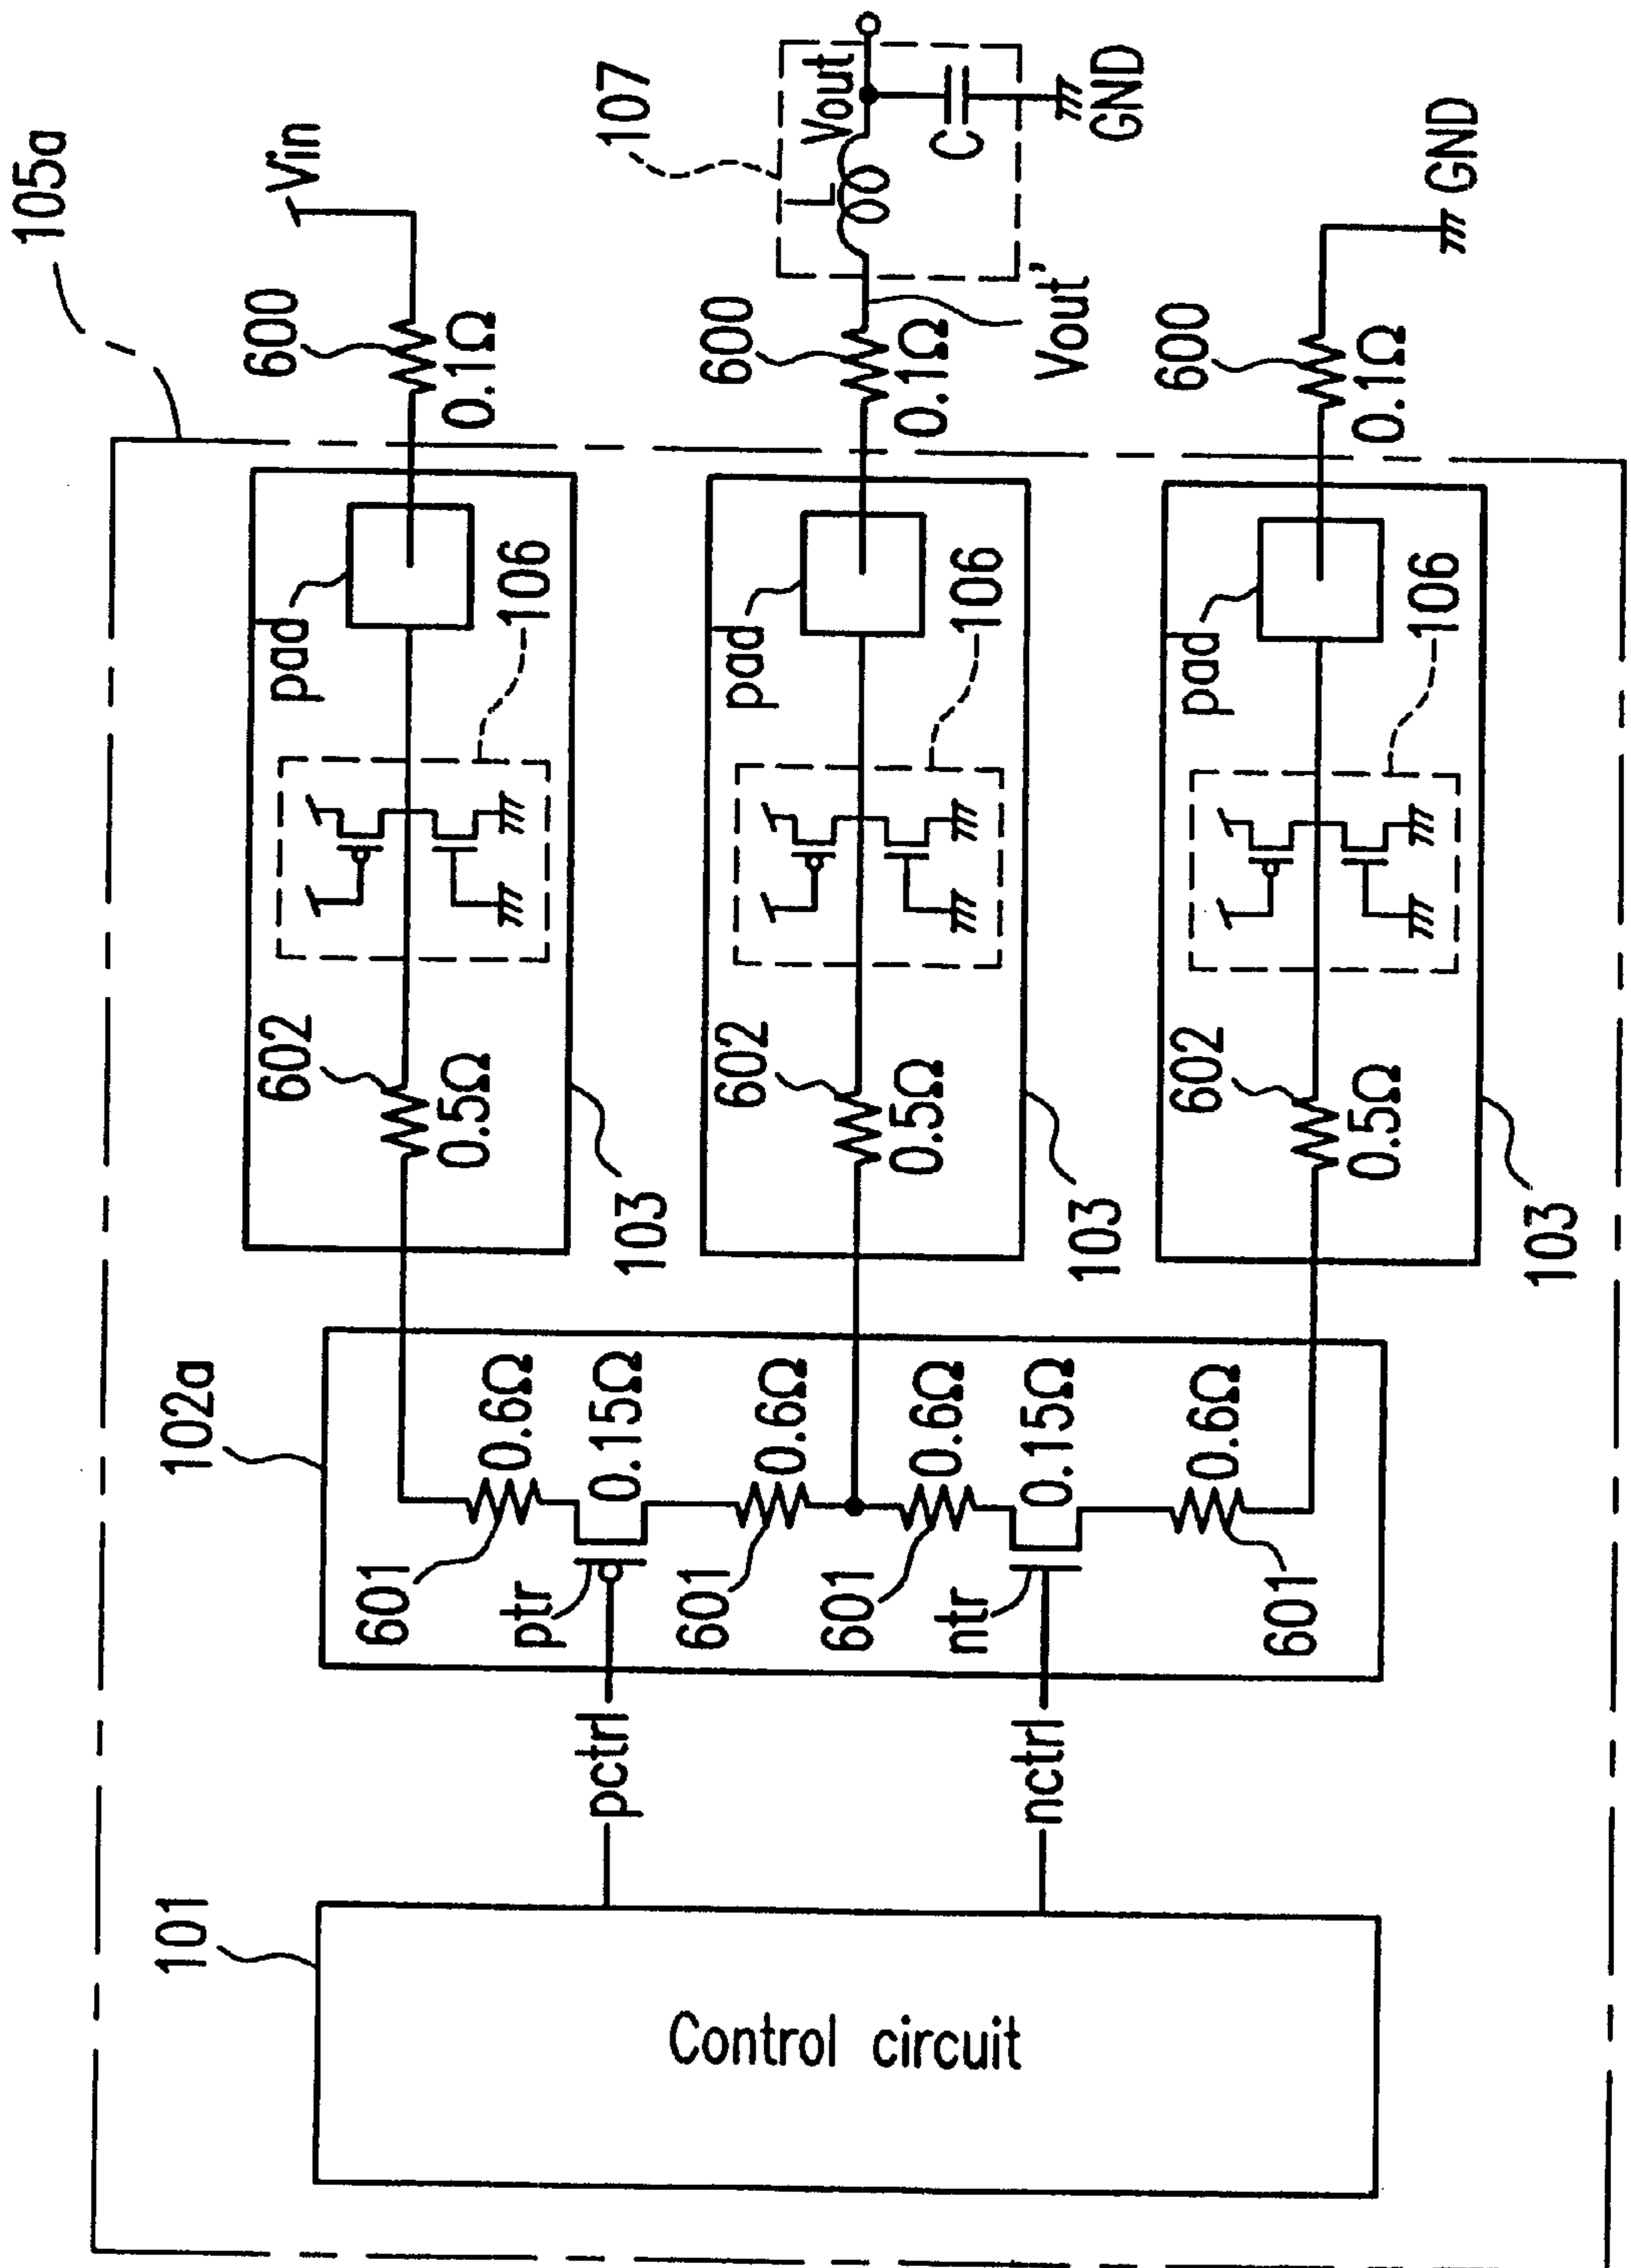 105a
Vin
600
0.1Ω
107
Vout
L
C
GND
600
0.1Ω
Vout'
600
0.1Ω
GND
pad
106
602
0.5Ω
103
pad
106
602
0.5Ω
103
pad
106
602
0.5Ω
103
102a
0.6Ω
601
0.15Ω
ptr
0.6Ω
601
0.6Ω
601
0.15Ω
ntr
0.6Ω
601
pctrl
nctrl
101
Control circuit